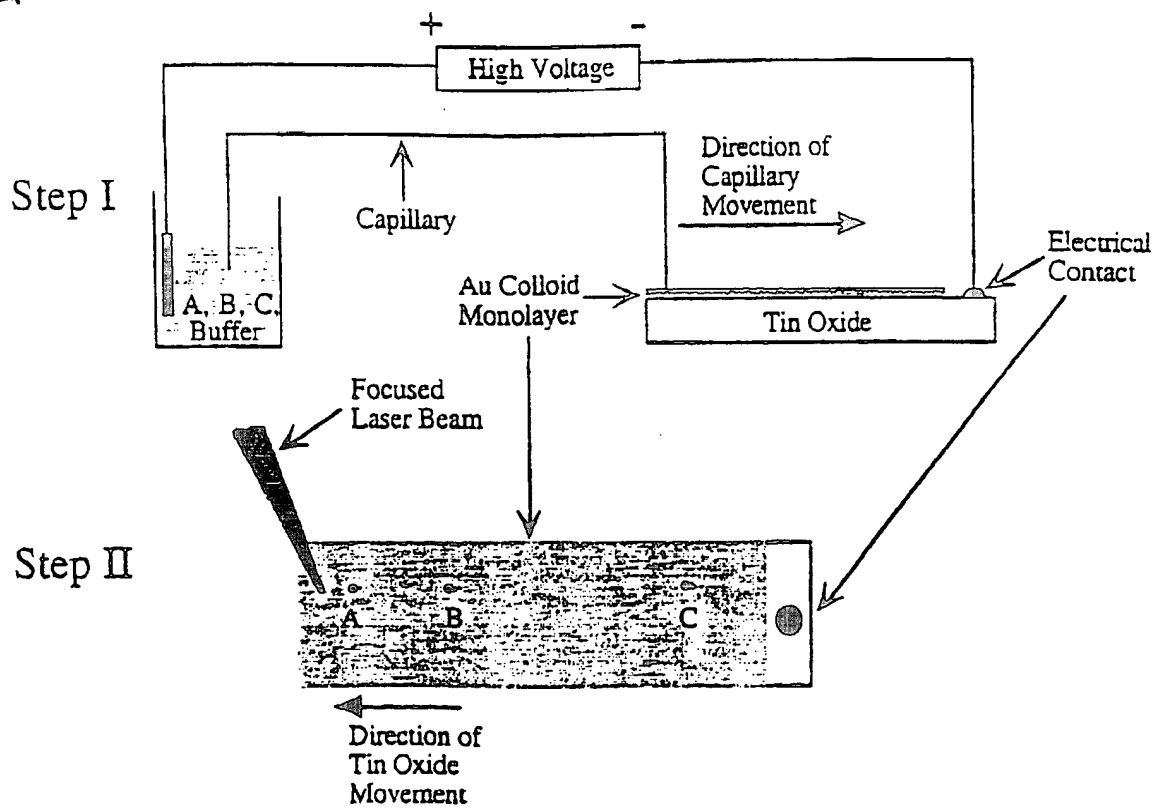 + -
High Voltage
Step I
Capillary
Direction of
Capillary
Movement
Electrical
Contact
A, B, C,
Buffer
Au Colloid
Monolayer
Tin Oxide
Focused
Laser Beam
Step II
A B C
Direction of
Tin Oxide
Movement